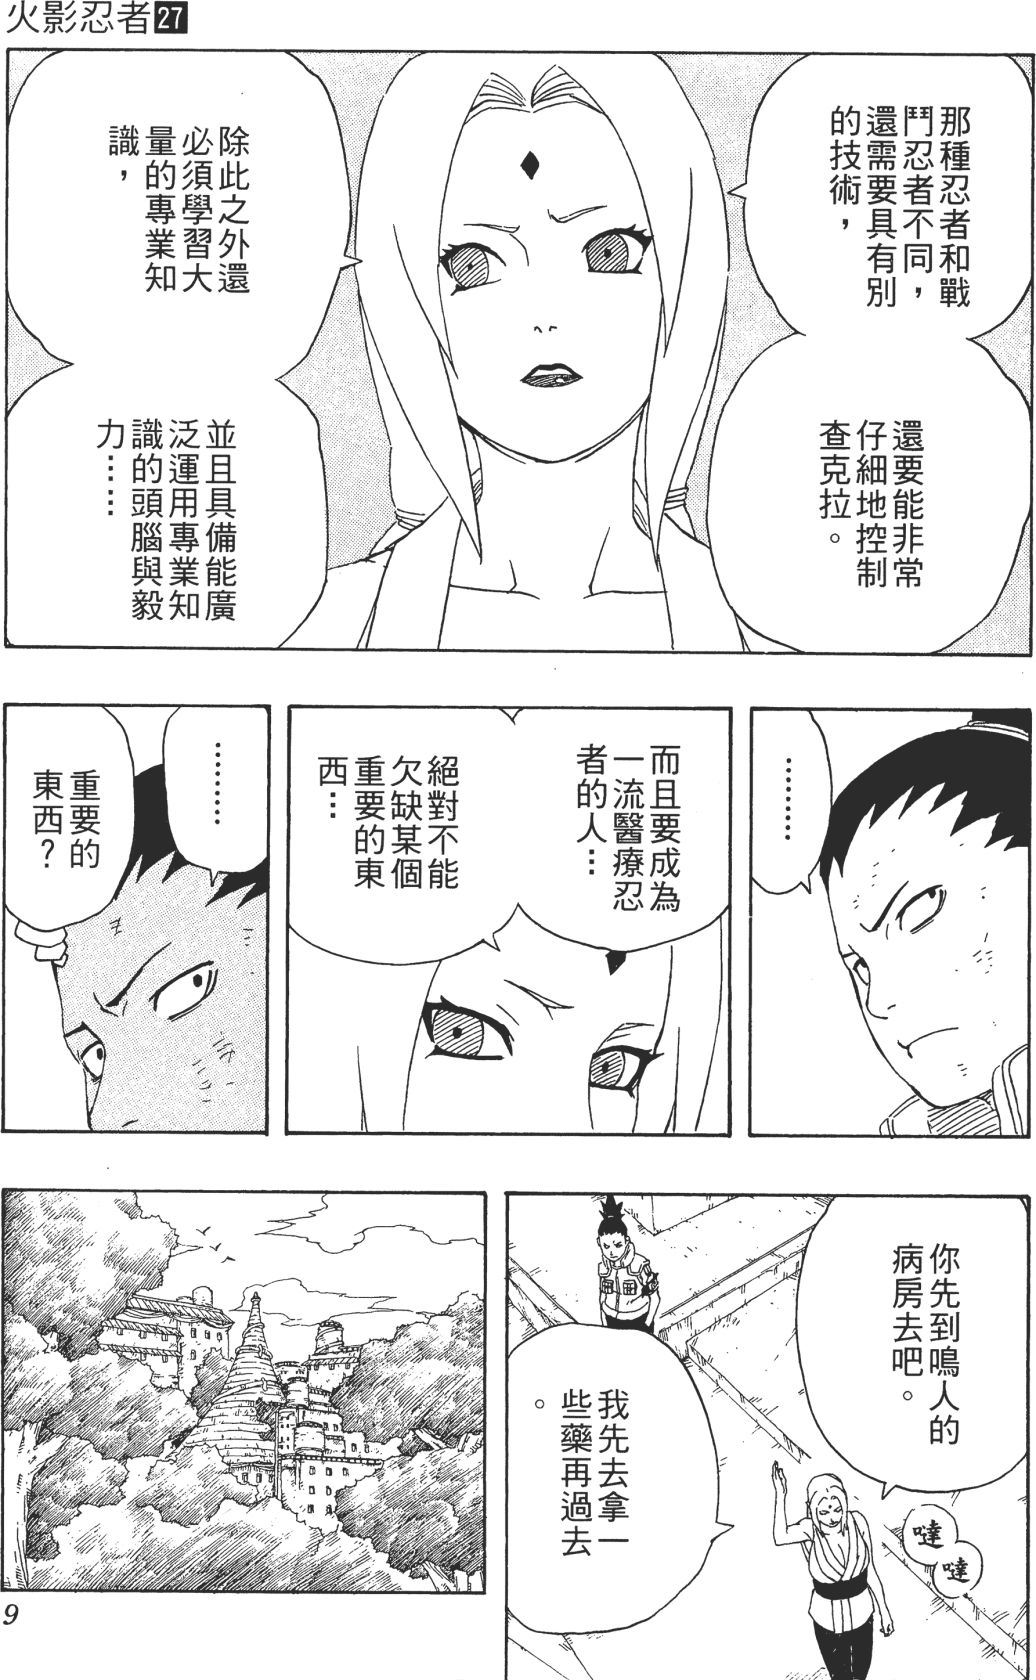 火影忍者27
那種忍者和戰
鬥忍者不同，
還需要具有別
的技術，
還要能非常
仔細地控制
查克拉。
除此之外還
必須學習大
量的專業知
識，
並且具備能廣
泛運用專業知
識的頭腦與毅
力……
………
而且要成為
一流醫療忍
者的人…
絕對不能
欠缺某個
重要的東
西…
………
重要的
東西？
你先到鳴人的
病房去吧。
我先去拿一
些藥再過去
。
噠
噠
9